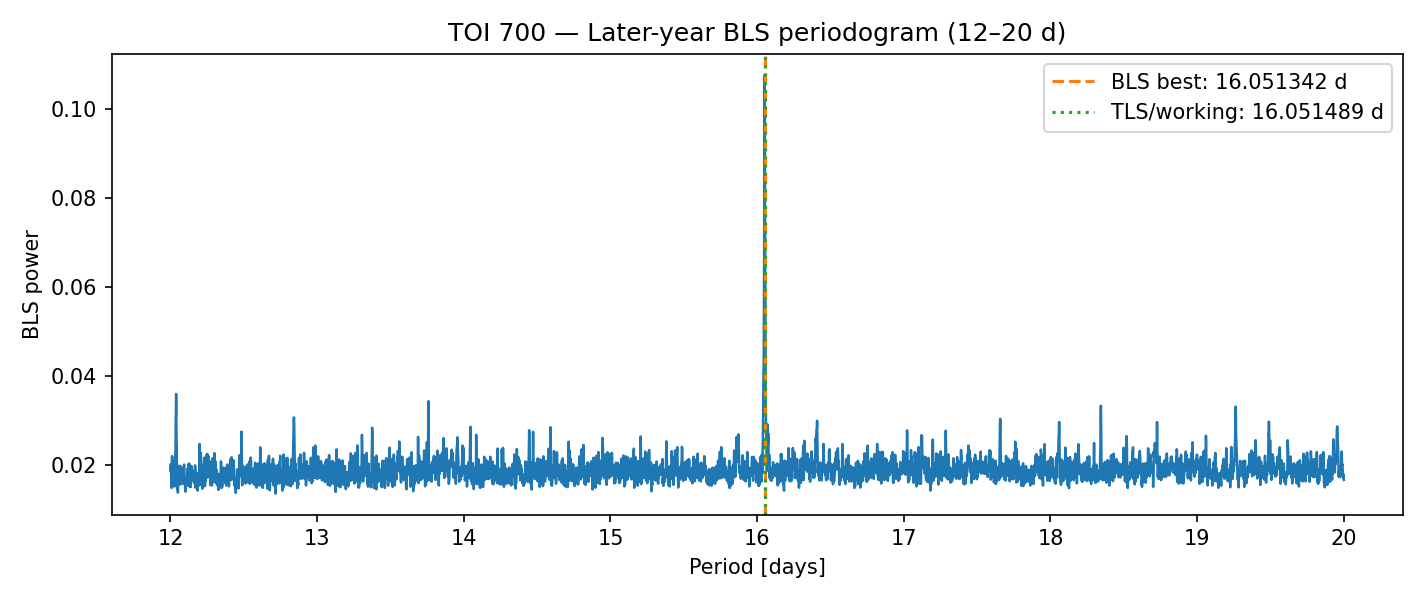 TOI 700 — Later-year BLS periodogram (12–20 d)
BLS best: 16.051342 d
TLS/working: 16.051489 d
BLS power
0.10
0.08
0.06
0.04
0.02
12 13 14 15 16 17 18 19 20
Period [days]